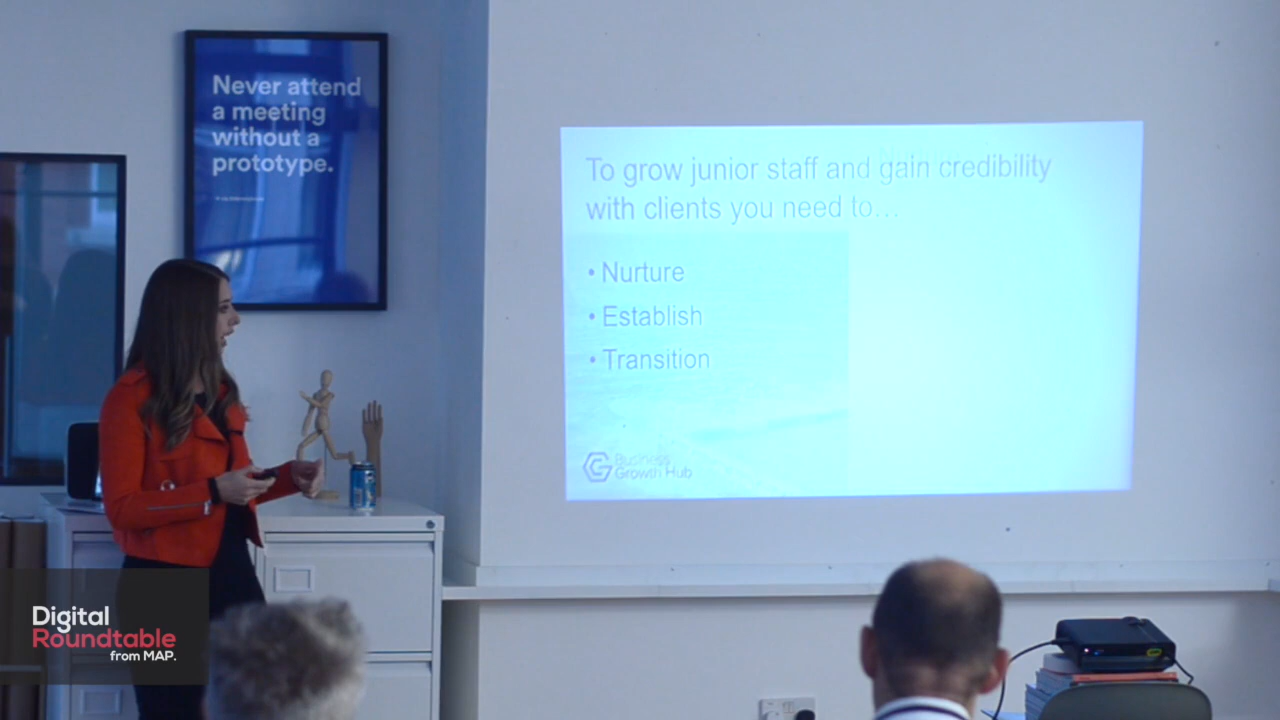 Never attend
a meeting
without a
prototype.
To grow junior staff and gain credibility
with clients you need to...
• Nurture
• Establish
• Transition
Business
Growth Hub
Digital
Roundtable
from MAP.